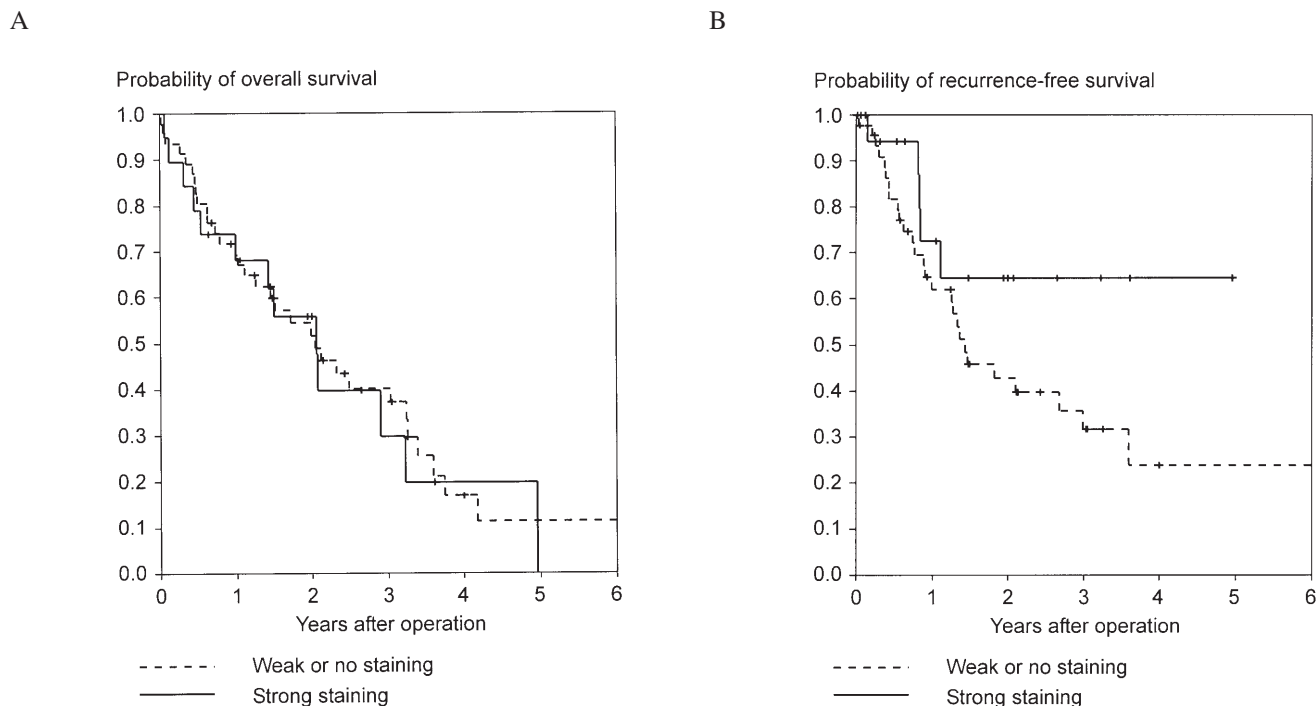 A
Probability of overall survival
1.0
0.9
0.8
0.7
0.6
0.5
0.4
0.3
0.2
0.1
0.0
0 1 2 3 4 5 6
Years after operation
Weak or no staining
Strong staining
B
Probability of recurrence-free survival
1.0
0.9
0.8
0.7
0.6
0.5
0.4
0.3
0.2
0.1
0.0
0 1 2 3 4 5 6
Years after operation
Weak or no staining
Strong staining